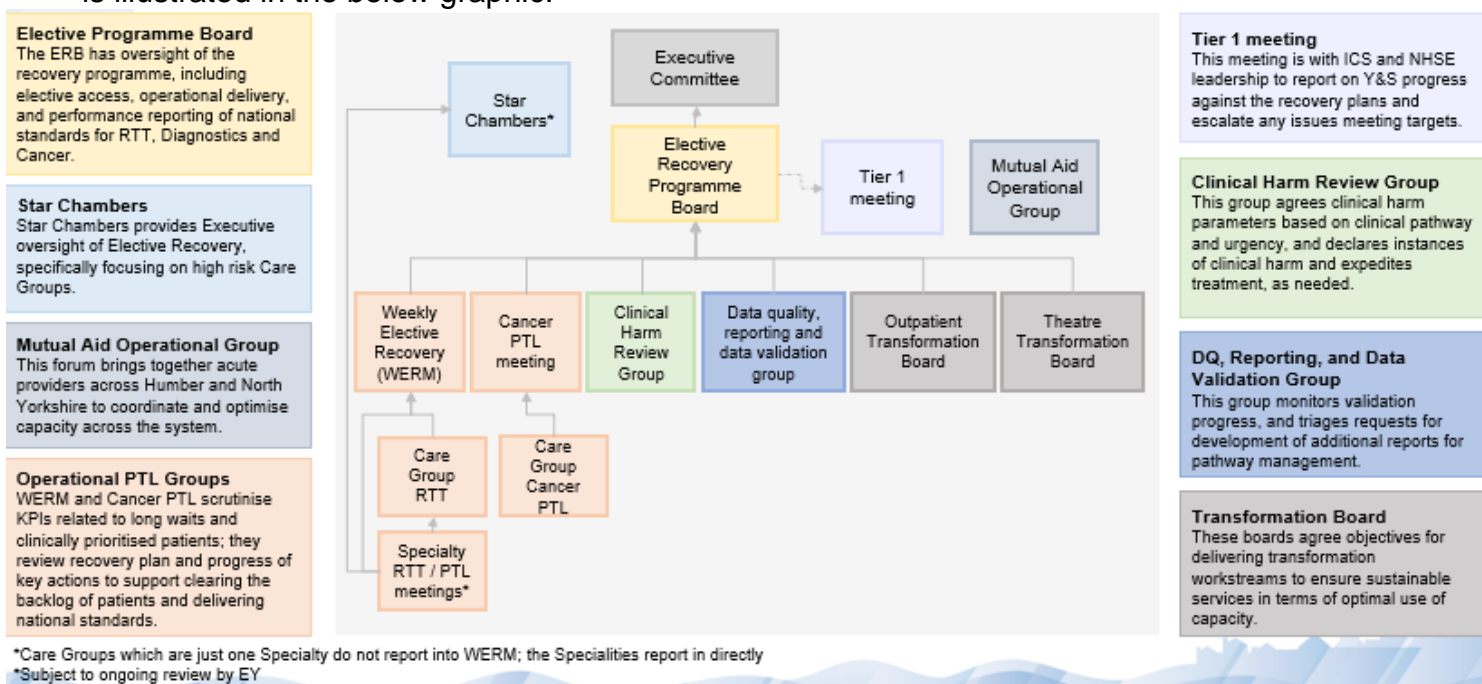 is illustrated in the below graphic.
Elective Programme Board
The ERB has oversight of the
recovery programme, including
elective access, operational delivery,
and performance reporting of national
standards for RTT, Diagnostics and
Cancer.
Star Chambers
Star Chambers provides Executive
oversight of Elective Recovery,
specifically focusing on high risk Care
Groups.
Mutual Aid Operational Group
This forum brings together acute
providers across Humber and North
Yorkshire to coordinate and optimise
capacity across the system.
Operational PTL Groups
WERM and Cancer PTL scrutinise
KPIs related to long waits and
clinically prioritised patients; they
review recovery plan and progress of
key actions to support clearing the
backlog of patients and delivering
national standards.
Star
Chambers*
Executive
Committee
Elective
Recovery
Programme
Board
Tier 1
meeting
Mutual Aid
Operational
Group
Weekly
Elective
Recovery
(WERM)
Cancer
PTL
meeting
Clinical
Harm
Review
Group
Data quality,
reporting and
data validation
group
Outpatient
Transformation
Board
Theatre
Transformation
Board
Care
Group
RTT
Care
Group
Cancer
PTL
Specialty
RTT / PTL
meetings*
Tier 1 meeting
This meeting is with ICS and NHSE
leadership to report on Y&S progress
against the recovery plans and
escalate any issues meeting targets.
Clinical Harm Review Group
This group agrees clinical harm
parameters based on clinical pathway
and urgency, and declares instances
of clinical harm and expedites
treatment, as needed.
DQ, Reporting, and Data
Validation Group
This group monitors validation
progress, and triages requests for
development of additional reports for
pathway management.
Transformation Board
These boards agree objectives for
delivering transformation
workstreams to ensure sustainable
services in terms of optimal use of
capacity.
*Care Groups which are just one Specialty do not report into WERM; the Specialities report in directly
*Subject to ongoing review by EY